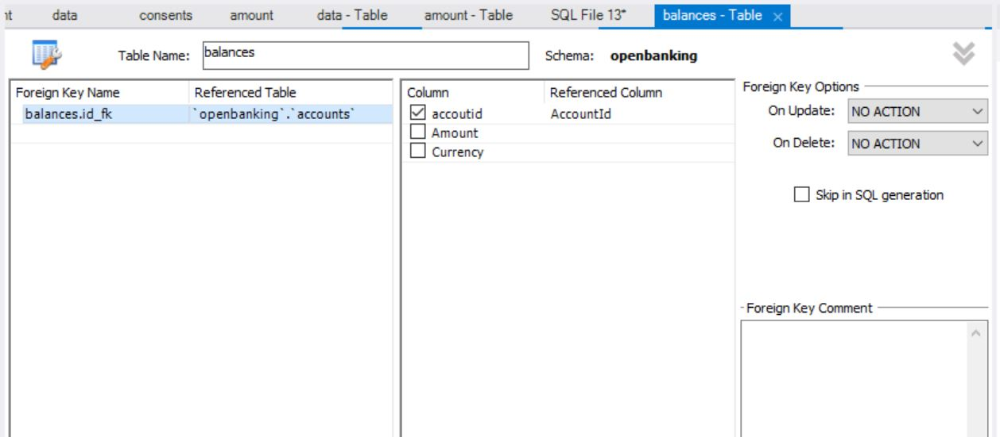 nt data consents amount data - Table amount - Table SQL File 13* balances - Table ×
Table Name: balances Schema: openbanking
Foreign Key Name Referenced Table Column Referenced Column Foreign Key Options
balances.id_fk `openbanking`.`accounts` accoutid AccountId On Update: NO ACTION
Amount
On Delete: NO ACTION
Currency
Skip in SQL generation
Foreign Key Comment